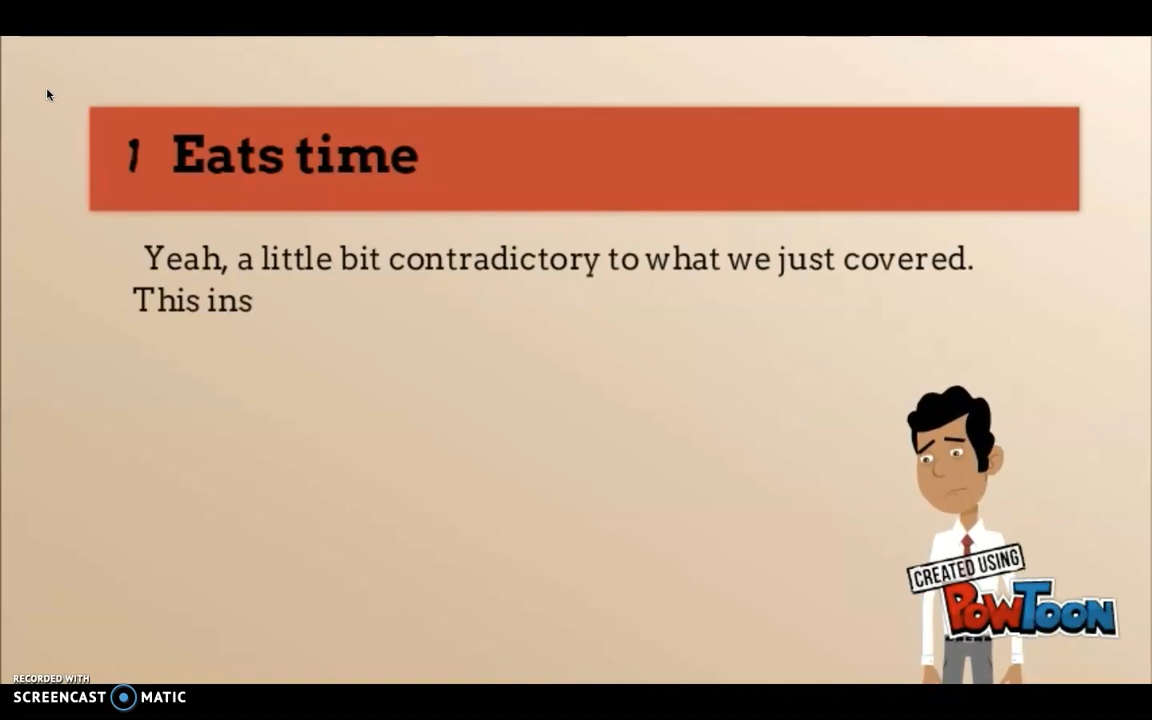 1 Eats time
Yeah, a little bit contradictory to what we just covered.
This ins
CREATED USING
POWTOON
RECORDED WITH
SCREENCAST MATIC